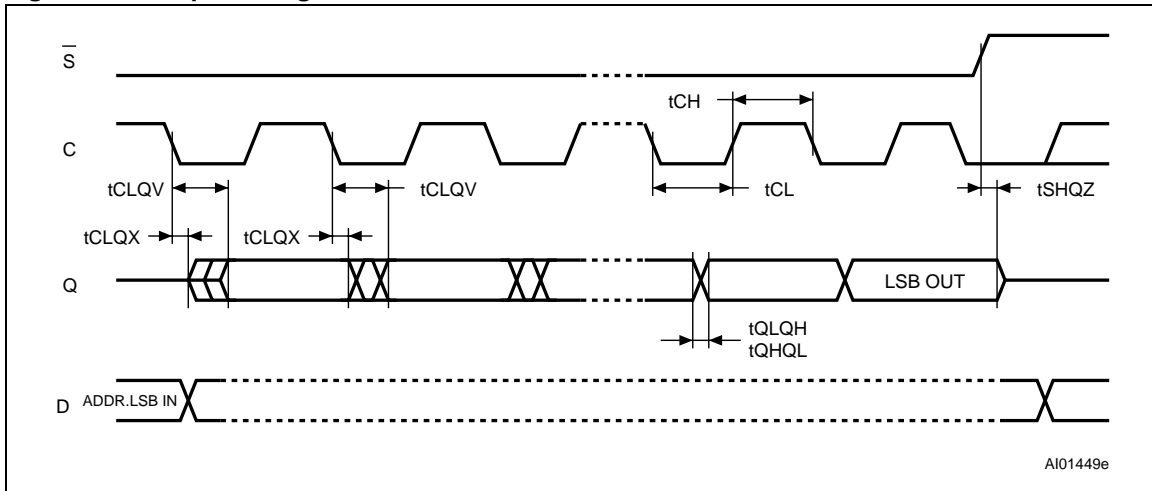 S
tCH
C
tCLQV
tCLQV
tCL
tSHQZ
tCLQX
tCLQX
Q
LSB OUT
tQLQH
tQHQL
D
ADDR.LSB IN
AI01449e